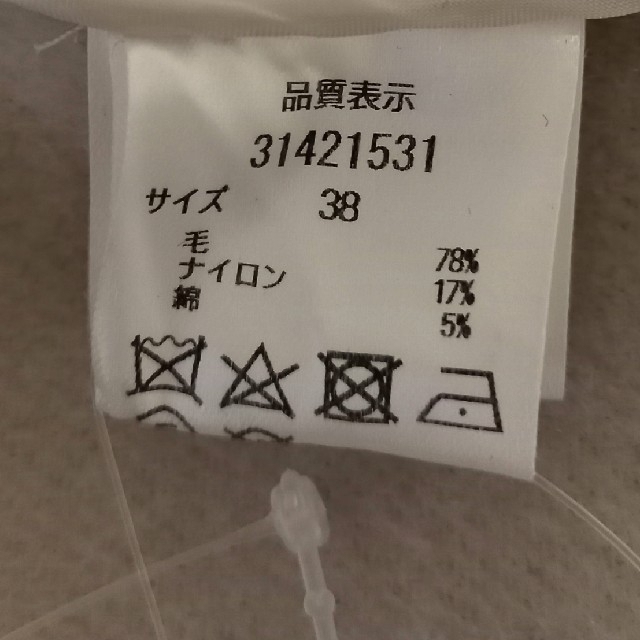 品質表示
31421531
サイズ 38
毛 78%
ナイロン 17%
綿 5%